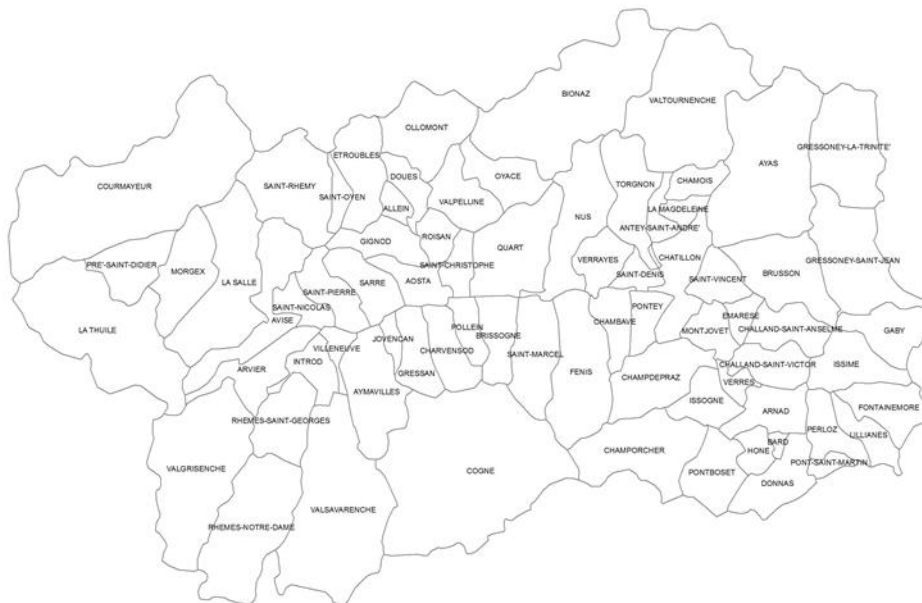 BIONAZ
VALTOURNENCHE
OLLOMONT
ETROUBLES
GRESSONEY-LA-TRINITE'
AYAS
DOUES
OYACE
COURMAYEUR
SAINT-RHEMY
TORGNON
CHAMOIS
SAINT-OYEN
VALPELLINE
ALLEIN
LA MAGDELEINE
NUS
ANTEY-SAINT-ANDRE'
GIGNOD
ROISAN
QUART
CHATILLON
VERRAYES
GRESSONEY-SAINT-JEAN
PRE'-SAINT-DIDIER
SAINT-CHRISTOPHE
MORGEX
SAINT-DENIS
BRUSSON
LA SALLE
SARRE
AOSTA
SAINT-VINCENT
SAINT-PIERRE
SAINT-NICOLAS
PONTEY
EMARESE
AVISE
CHAMBAVE
LA THUILE
POLLEIN
CHALLAND-SAINT-ANSELME
MONTJOVET
GABY
BRISSOGNE
JOVENCAN
VILLENEUVE
CHARVENSOD
SAINT-MARCEL
INTROD
CHALLAND-SAINT-VICTOR
ISSIME
ARVIER
FENIS
GRESSAN
CHAMPDEPRAZ
VERRES
AYMAVILLES
ISSOGNE
FONTAINEMORE
ARNAD
RHEMES-SAINT-GEORGES
PERLOZ
LILLIANES
BARD
CHAMPORCHER
HONE
PONT-SAINT-MARTIN
VALGRISENCHE
COGNE
PONTBOSET
DONNAS
VALSAVARENCHE
RHEMES-NOTRE-DAME